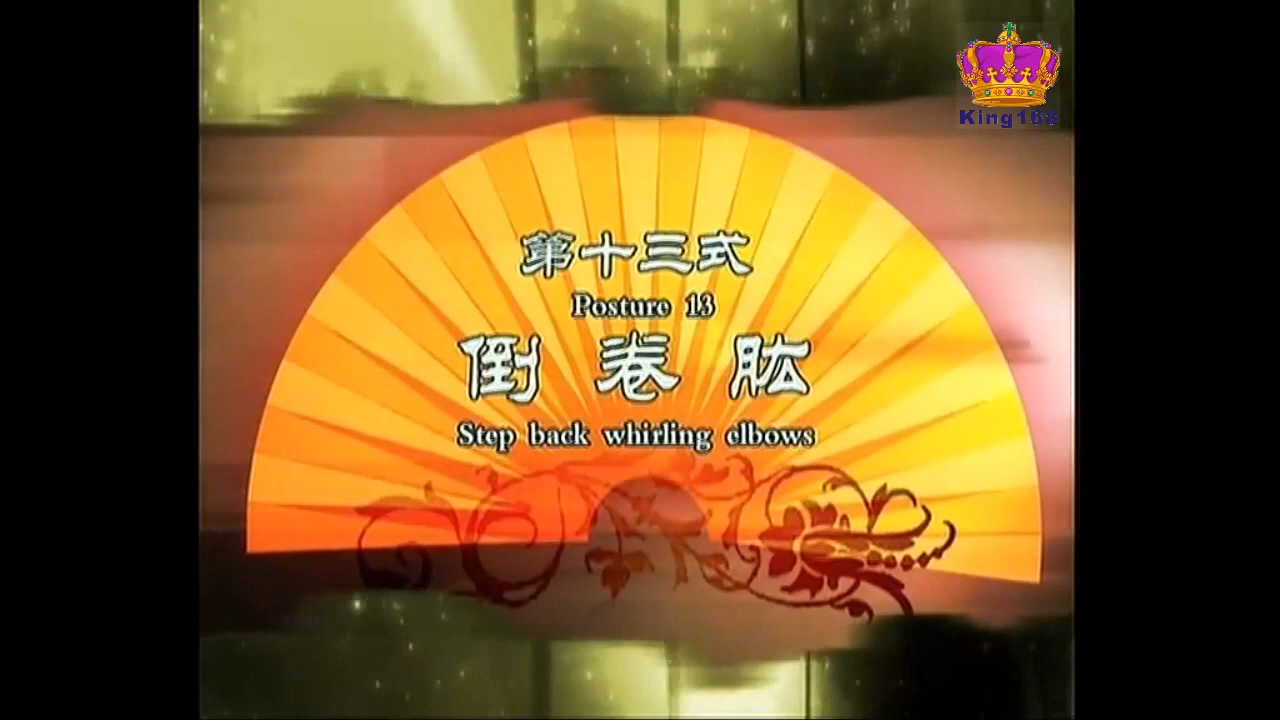 King168
第十三式
Posture 13
倒卷肱
Step back whirling elbows